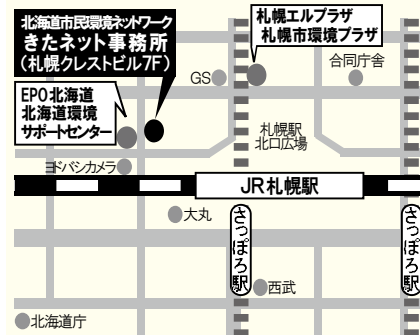 北海道市民環境ネットワーク
きたネット事務所
(札幌クレストビル7F)
札幌エルプラザ
札幌市環境プラザ
GS
合同庁舎
EPO北海道
北海道環境
サポートセンター
札幌駅
北口広場
ヨドバシカメラ
JR札幌駅
大丸
さっぽろ駅
さっぽろ駅
西武
北海道庁